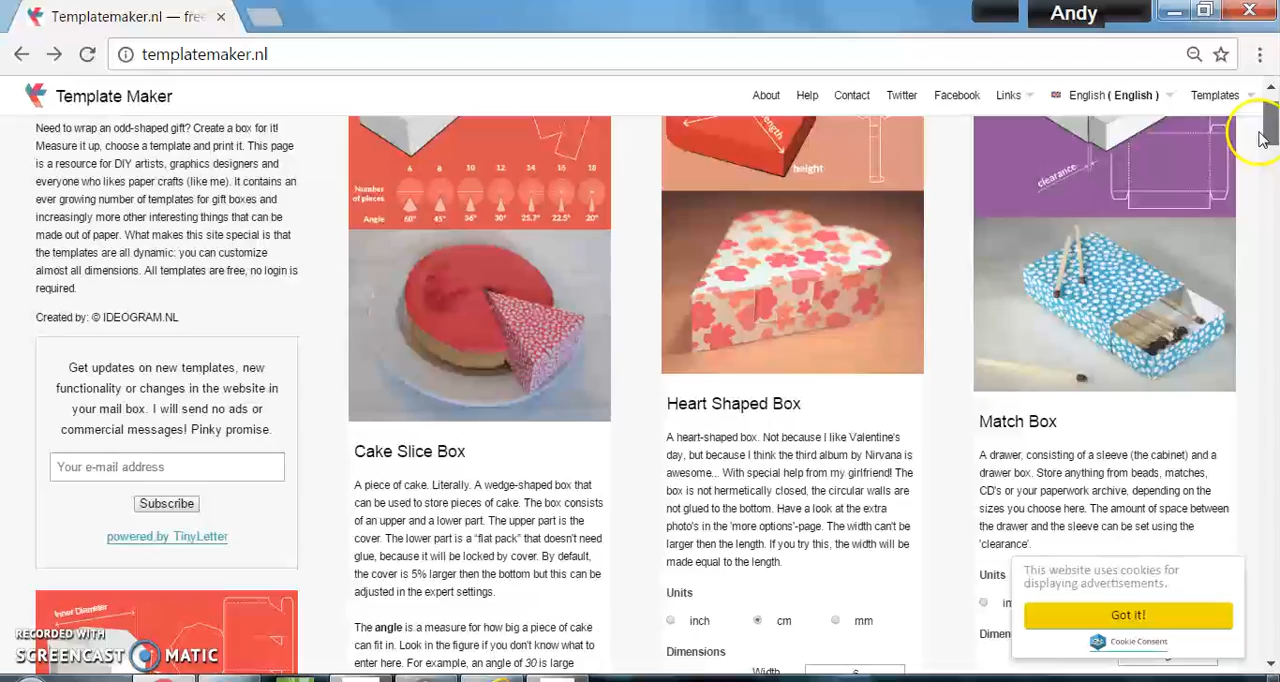 Templatemaker.nl — free
Andy
templatemaker.nl
Template Maker
About
Help
Contact
Twitter
Facebook
Links
English ( English )
Templates
Need to wrap an odd-shaped gift? Create a box for it!
Measure it up, choose a template and print it. This page
is a resource for DIY artists, graphics designers and
everyone who likes paper crafts (like me). It contains an
ever growing number of templates for gift boxes and
increasingly more other interesting things that can be
made out of paper. What makes this site special is that
the templates are all dynamic: you can customize
almost all dimensions. All templates are free, no login is
required.
Created by: © IDEOGRAM.NL
Get updates on new templates, new
functionality or changes in the website in
your mail box. I will send no ads or
commercial messages! Pinky promise.
Your e-mail address
Subscribe
powered by TinyLetter
Inner Diameter
RECORDED WITH
SCREENCAST MATIC
6 8 10 12 14 16 18
Number
of pieces
Angle 60° 45° 36° 30° 25.7° 22.5° 20°
Cake Slice Box
A piece of cake. Literally. A wedge-shaped box that
can be used to store pieces of cake. The box consists
of an upper and a lower part. The upper part is the
cover. The lower part is a "flat pack" that doesn't need
glue, because it will be locked by cover. By default,
the cover is 5% larger then the bottom but this can be
adjusted in the expert settings.
The angle is a measure for how big a piece of cake
can fit in. Look in the figure if you don't know what to
enter here. For example, an angle of 30 is large
length
height
Heart Shaped Box
A heart-shaped box. Not because I like Valentine's
day, but because I think the third album by Nirvana is
awesome... With special help from my girlfriend! The
box is not hermetically closed, the circular walls are
not glued to the bottom. Have a look at the extra
photo's in the 'more options'-page. The width can't be
larger then the length. If you try this, the width will be
made equal to the length.
Units
inch
cm
mm
Dimensions
Width
clearance
Match Box
A drawer, consisting of a sleeve (the cabinet) and a
drawer box. Store anything from beads, matches,
CD's or your paperwork archive, depending on the
sizes you choose here. The amount of space between
the drawer and the sleeve can be set using the
'clearance'.
Units
This website uses cookies for
displaying advertisements.
Got it!
Cookie Consent